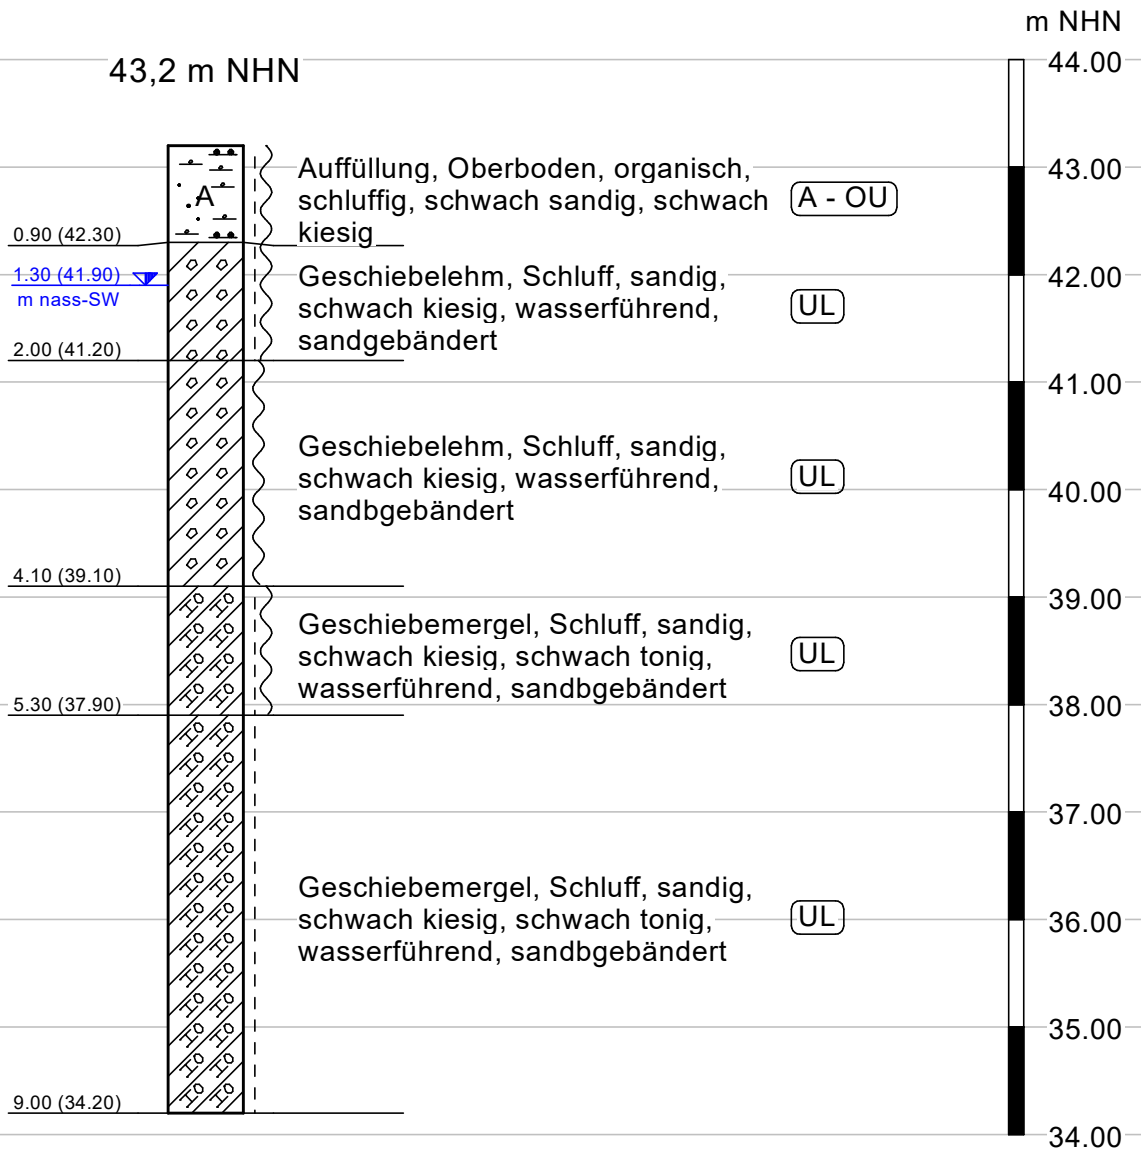 m NHN
44.00
43,2 m NHN
43.00
Auffüllung, Oberboden, organisch,
schluffig, schwach sandig, schwach
kiesig
A - OU
A
0.90 (42.30)
1.30 (41.90)
m nass-SW
42.00
Geschiebelehm, Schluff, sandig,
schwach kiesig, wasserführend,
sandgebändert
UL
2.00 (41.20)
41.00
Geschiebelehm, Schluff, sandig,
schwach kiesig, wasserführend,
sandbgebändert
UL
40.00
4.10 (39.10)
39.00
Geschiebemergel, Schluff, sandig,
schwach kiesig, schwach tonig,
wasserführend, sandbgebändert
UL
5.30 (37.90)
38.00
37.00
Geschiebemergel, Schluff, sandig,
schwach kiesig, schwach tonig,
wasserführend, sandbgebändert
UL
36.00
35.00
9.00 (34.20)
34.00